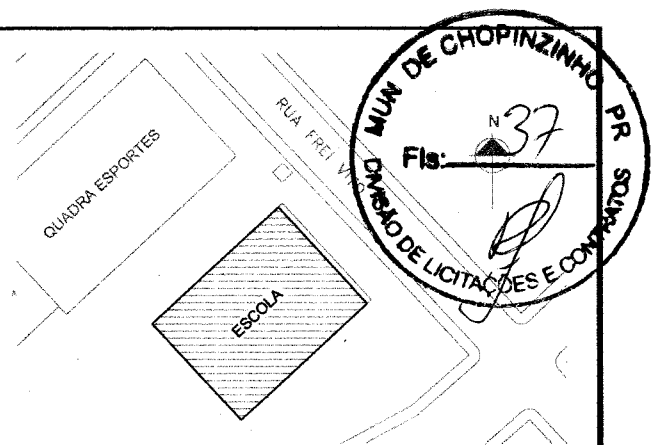 MUN DE CHOPINZINHO PR
N
Fls: 37
DIVISÃO DE LICITAÇÕES E CONTRATOS
RUA FREI
QUADRA ESPORTES
ESCOLA